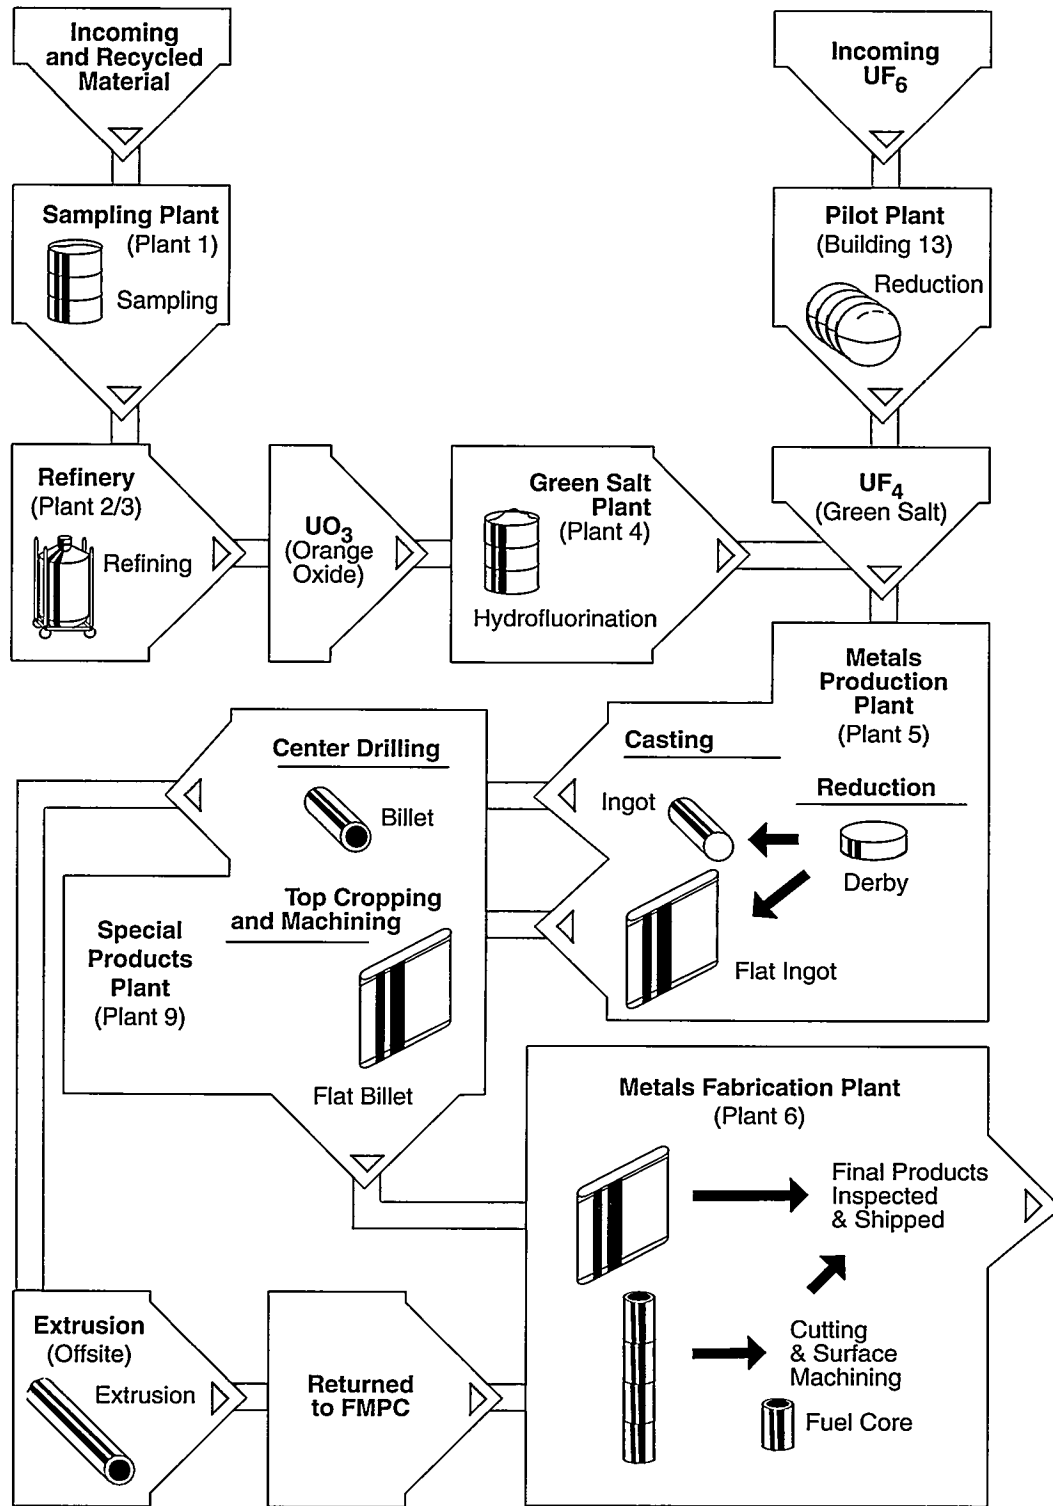 Incoming
and Recycled
Material
Incoming
UF6
Sampling Plant
(Plant 1)
Sampling
Pilot Plant
(Building 13)
Reduction
Refinery
(Plant 2/3)
Refining
UO3
(Orange
Oxide)
Green Salt
Plant
(Plant 4)
Hydrofluorination
UF4
(Green Salt)
Metals
Production
Plant
(Plant 5)
Casting
Reduction
Ingot
Derby
Flat Ingot
Center Drilling
Billet
Top Cropping
and Machining
Special
Products
Plant
(Plant 9)
Flat Billet
Metals Fabrication Plant
(Plant 6)
Final Products
Inspected
& Shipped
Cutting
& Surface
Machining
Fuel Core
Extrusion
(Offsite)
Extrusion
Returned
to FMPC